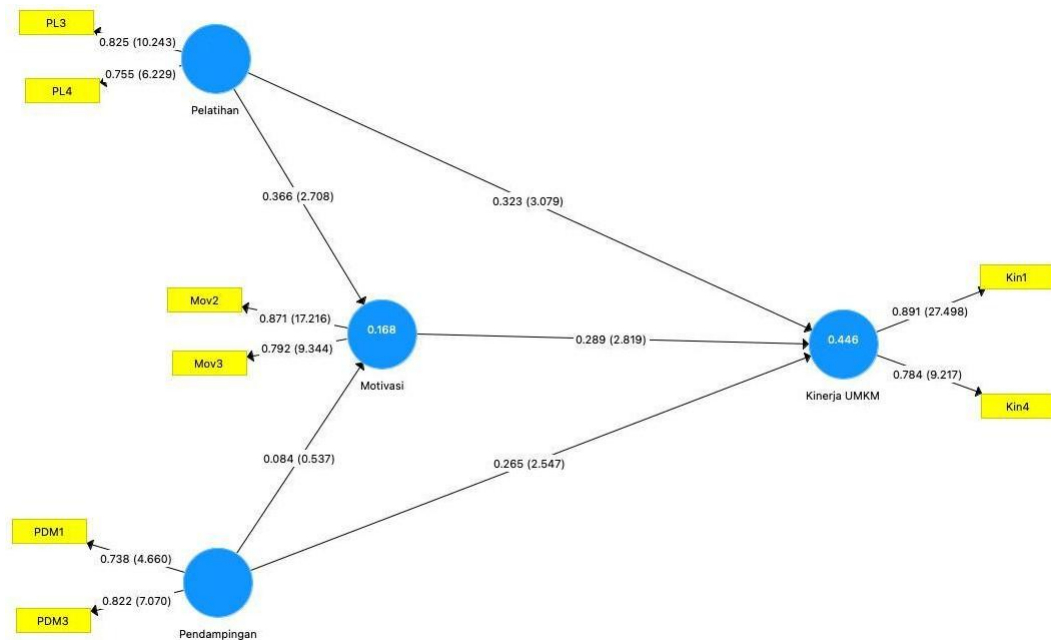 PL3
0.825 (10.243)
0.755 (6.229)
PL4
Pelatihan
0.366 (2.708)
0.323 (3.079)
Mov2
0.871 (17.216)
0.168
0.792 (9.344)
Mov3
Motivasi
0.289 (2.819)
Kin1
0.891 (27.498)
0.446
0.784 (9.217)
Kinerja UMKM
Kin4
0.084 (0.537)
0.265 (2.547)
PDM1
0.738 (4.660)
0.822 (7.070)
PDM3
Pendampingan